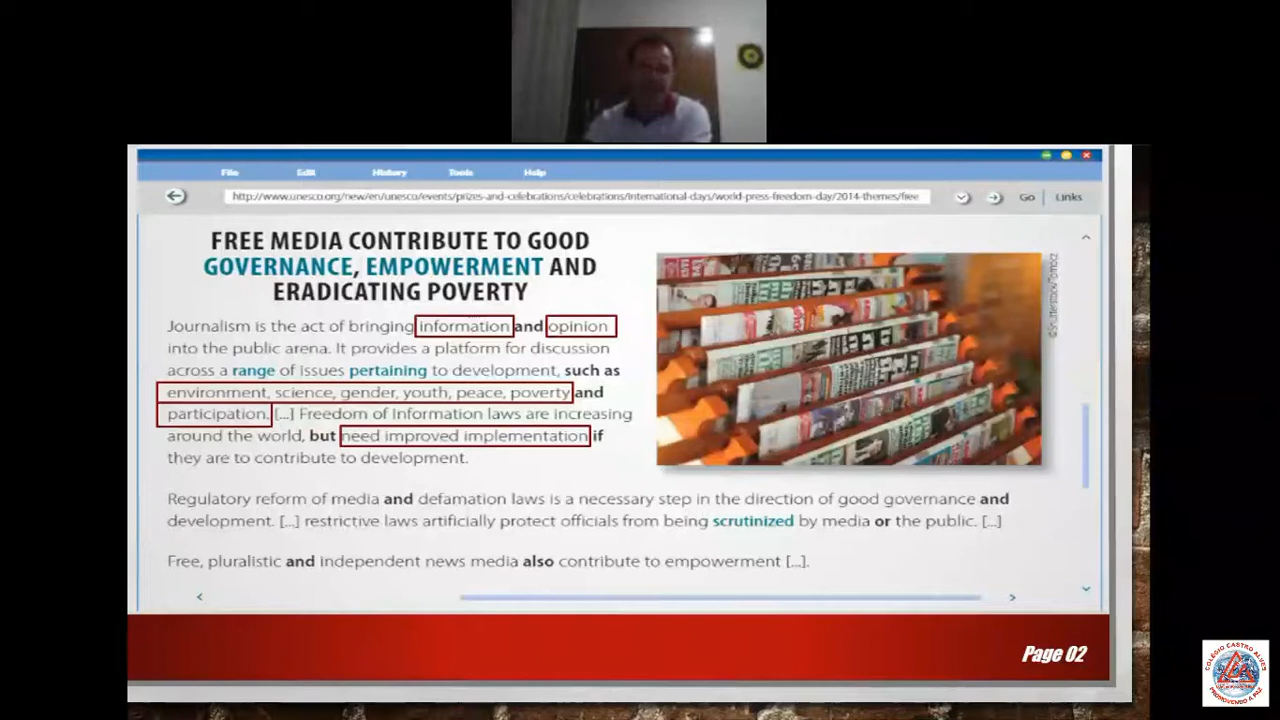 File Edit History Tools Help
http://www.unesco.org/new/en/unesco/events/prizes-and-celebrations/celebrations/international-days/world-press-freedom-day/2014-themes/free
Go Links
FREE MEDIA CONTRIBUTE TO GOOD
GOVERNANCE, EMPOWERMENT AND
ERADICATING POVERTY
Journalism is the act of bringing information and opinion
into the public arena. It provides a platform for discussion
across a range of issues pertaining to development, such as
environment, science, gender, youth, peace, poverty and
participation. [...] Freedom of Information laws are increasing
around the world, but need improved implementation if
they are to contribute to development.
©Shutterstock/Tomasz
Regulatory reform of media and defamation laws is a necessary step in the direction of good governance and
development. [...] restrictive laws artificially protect officials from being scrutinized by media or the public. [...]
Free, pluralistic and independent news media also contribute to empowerment [...].
Page 02
COLÉGIO CASTRO ALVES
PROMOVENDO A PAZ